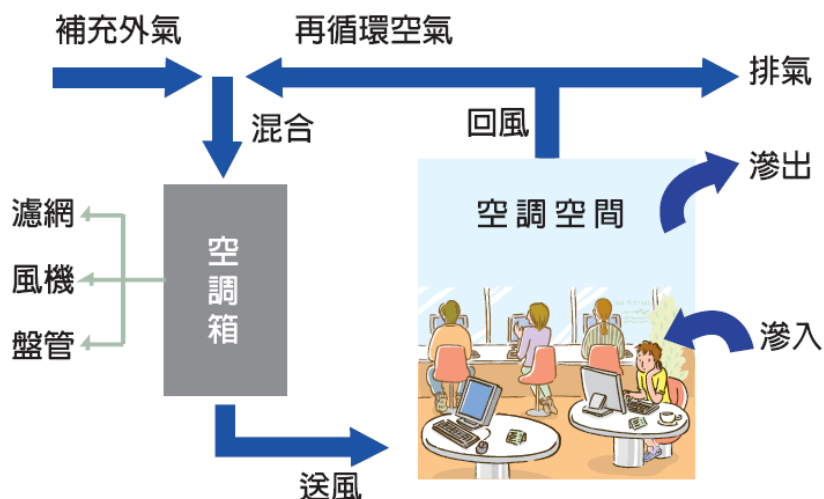 補充外氣
再循環空氣
排氣
混合
回風
滲出
空調空間
濾網
風機
盤管
空調箱
滲入
送風